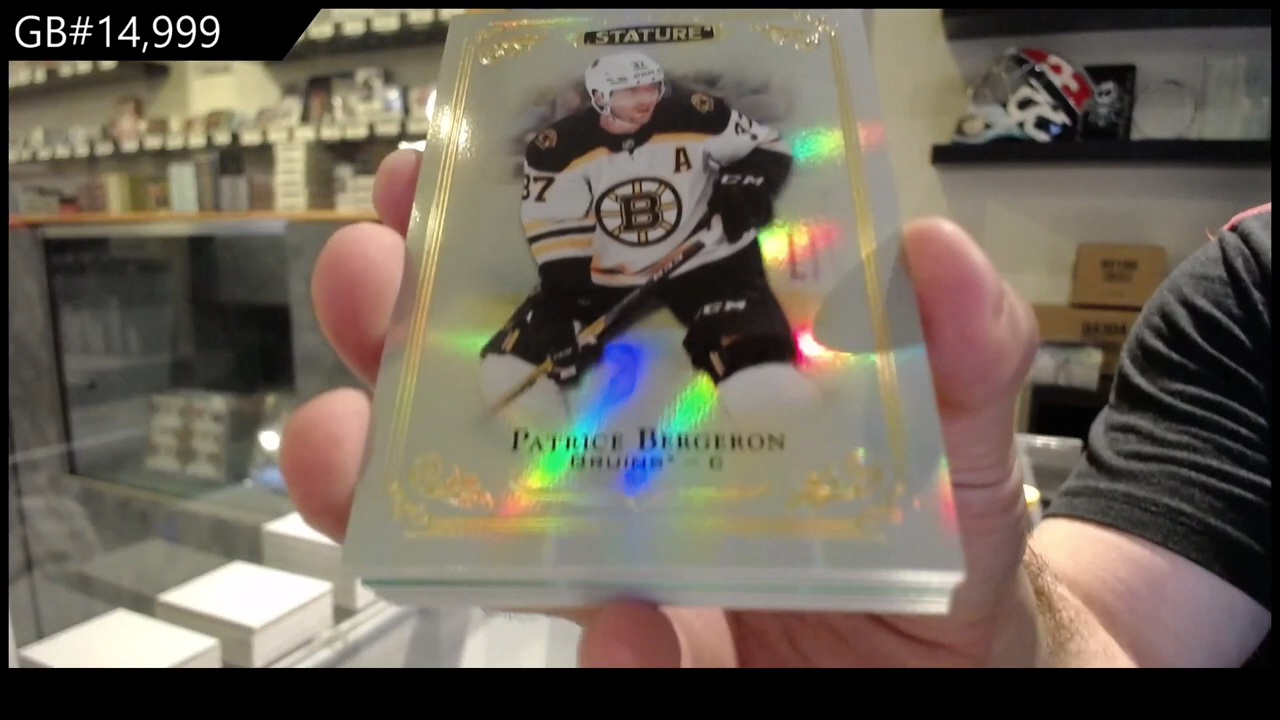 GB#14,999
STATURE
37
A
37
CCM
B
CCM
PATRICE BERGERON
BRUINS - C